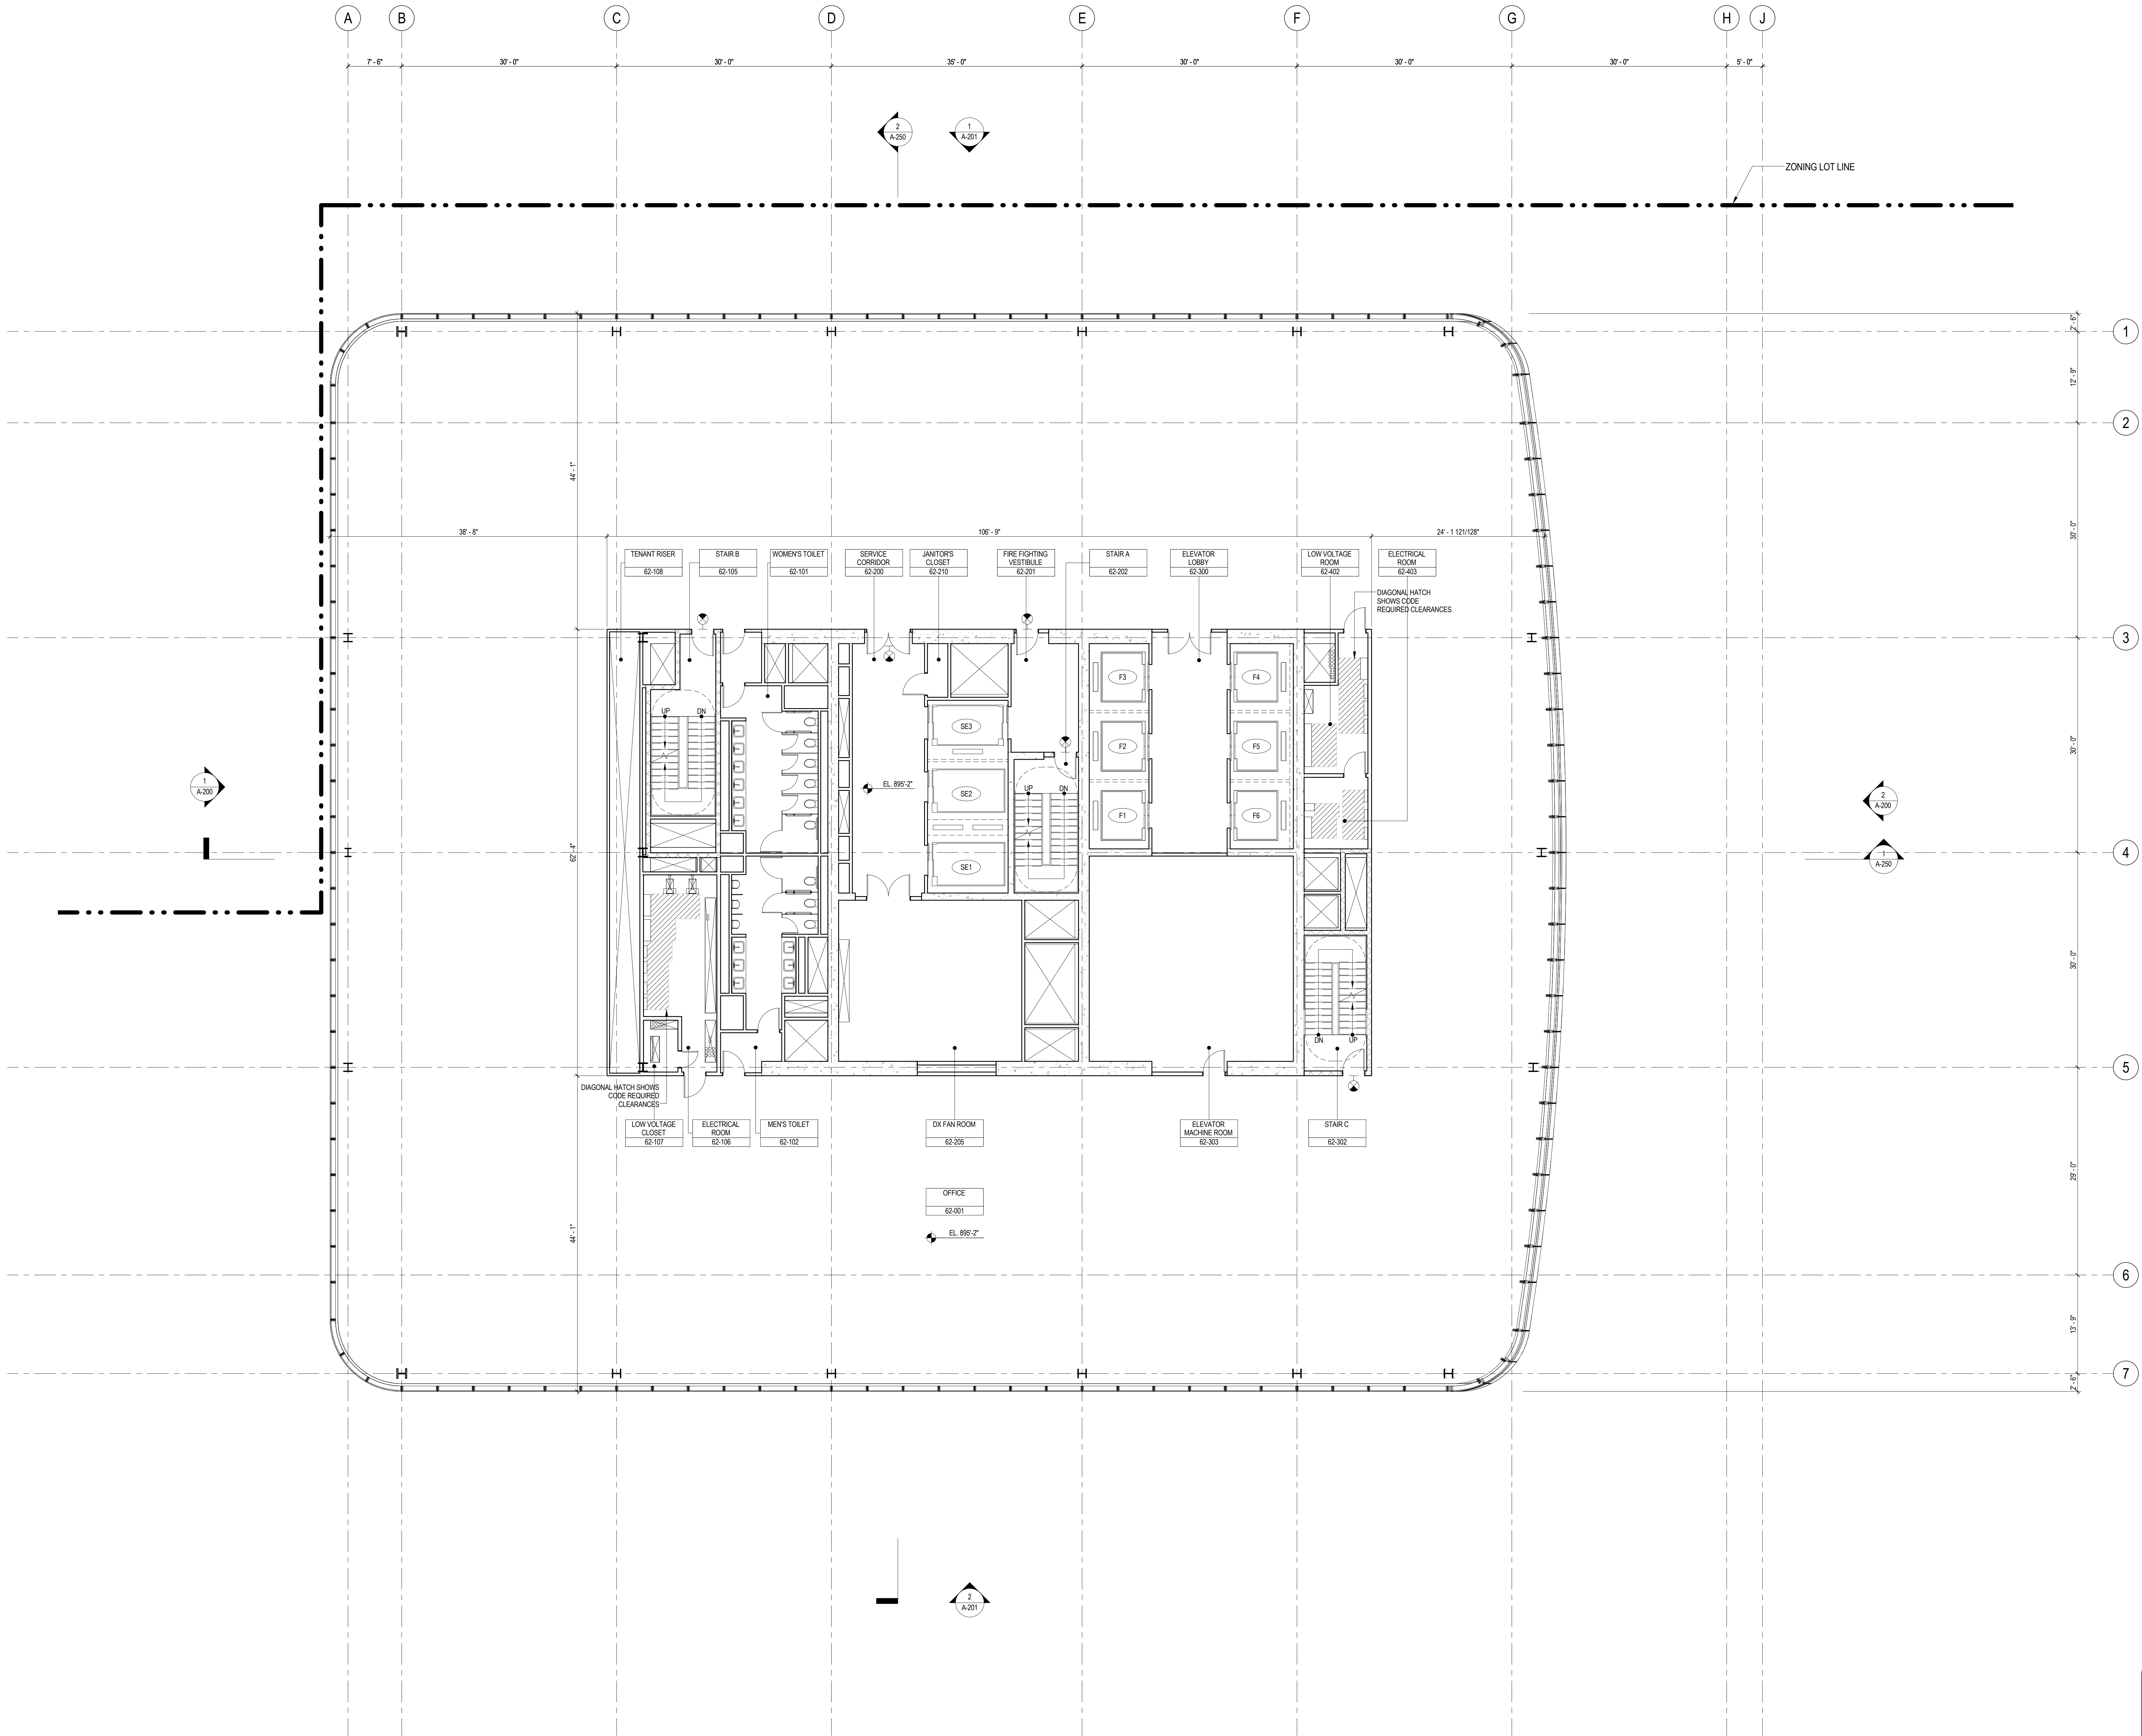 A
B
C
D
E
F
G
H
J
7' - 6"
30' - 0"
30' - 0"
35' - 0"
30' - 0"
30' - 0"
30' - 0"
5' - 0"
2
A-250
1
A-201
ZONING LOT LINE
2' - 6"
1
12' - 9"
2
44' - 1"
30' - 0"
38' - 8"
106' - 9"
24' - 1 121/128"
TENANT RISER
62-108
STAIR B
62-105
WOMEN'S TOILET
62-101
SERVICE
CORRIDOR
62-200
JANITOR'S
CLOSET
62-210
FIRE FIGHTING
VESTIBULE
62-201
STAIR A
62-202
ELEVATOR
LOBBY
62-300
LOW VOLTAGE
ROOM
62-402
ELECTRICAL
ROOM
62-403
DIAGONAL HATCH
SHOWS CODE
REQUIRED CLEARANCES
3
F3
F4
UP
DN
SE3
F2
F5
30' - 0"
1
A-200
EL. 895'-2"
SE2
UP
DN
F1
F6
2
A-200
62' - 4"
SE1
4
1
A-250
30' - 0"
DN
UP
5
DIAGONAL HATCH SHOWS
CODE REQUIRED
CLEARANCES
LOW VOLTAGE
CLOSET
62-107
ELECTRICAL
ROOM
62-106
MEN'S TOILET
62-102
DX FAN ROOM
62-205
ELEVATOR
MACHINE ROOM
62-303
STAIR C
62-302
29' - 0"
OFFICE
62-001
44' - 1"
EL. 895'-2"
6
13' - 9"
7
2' - 6"
2
A-201